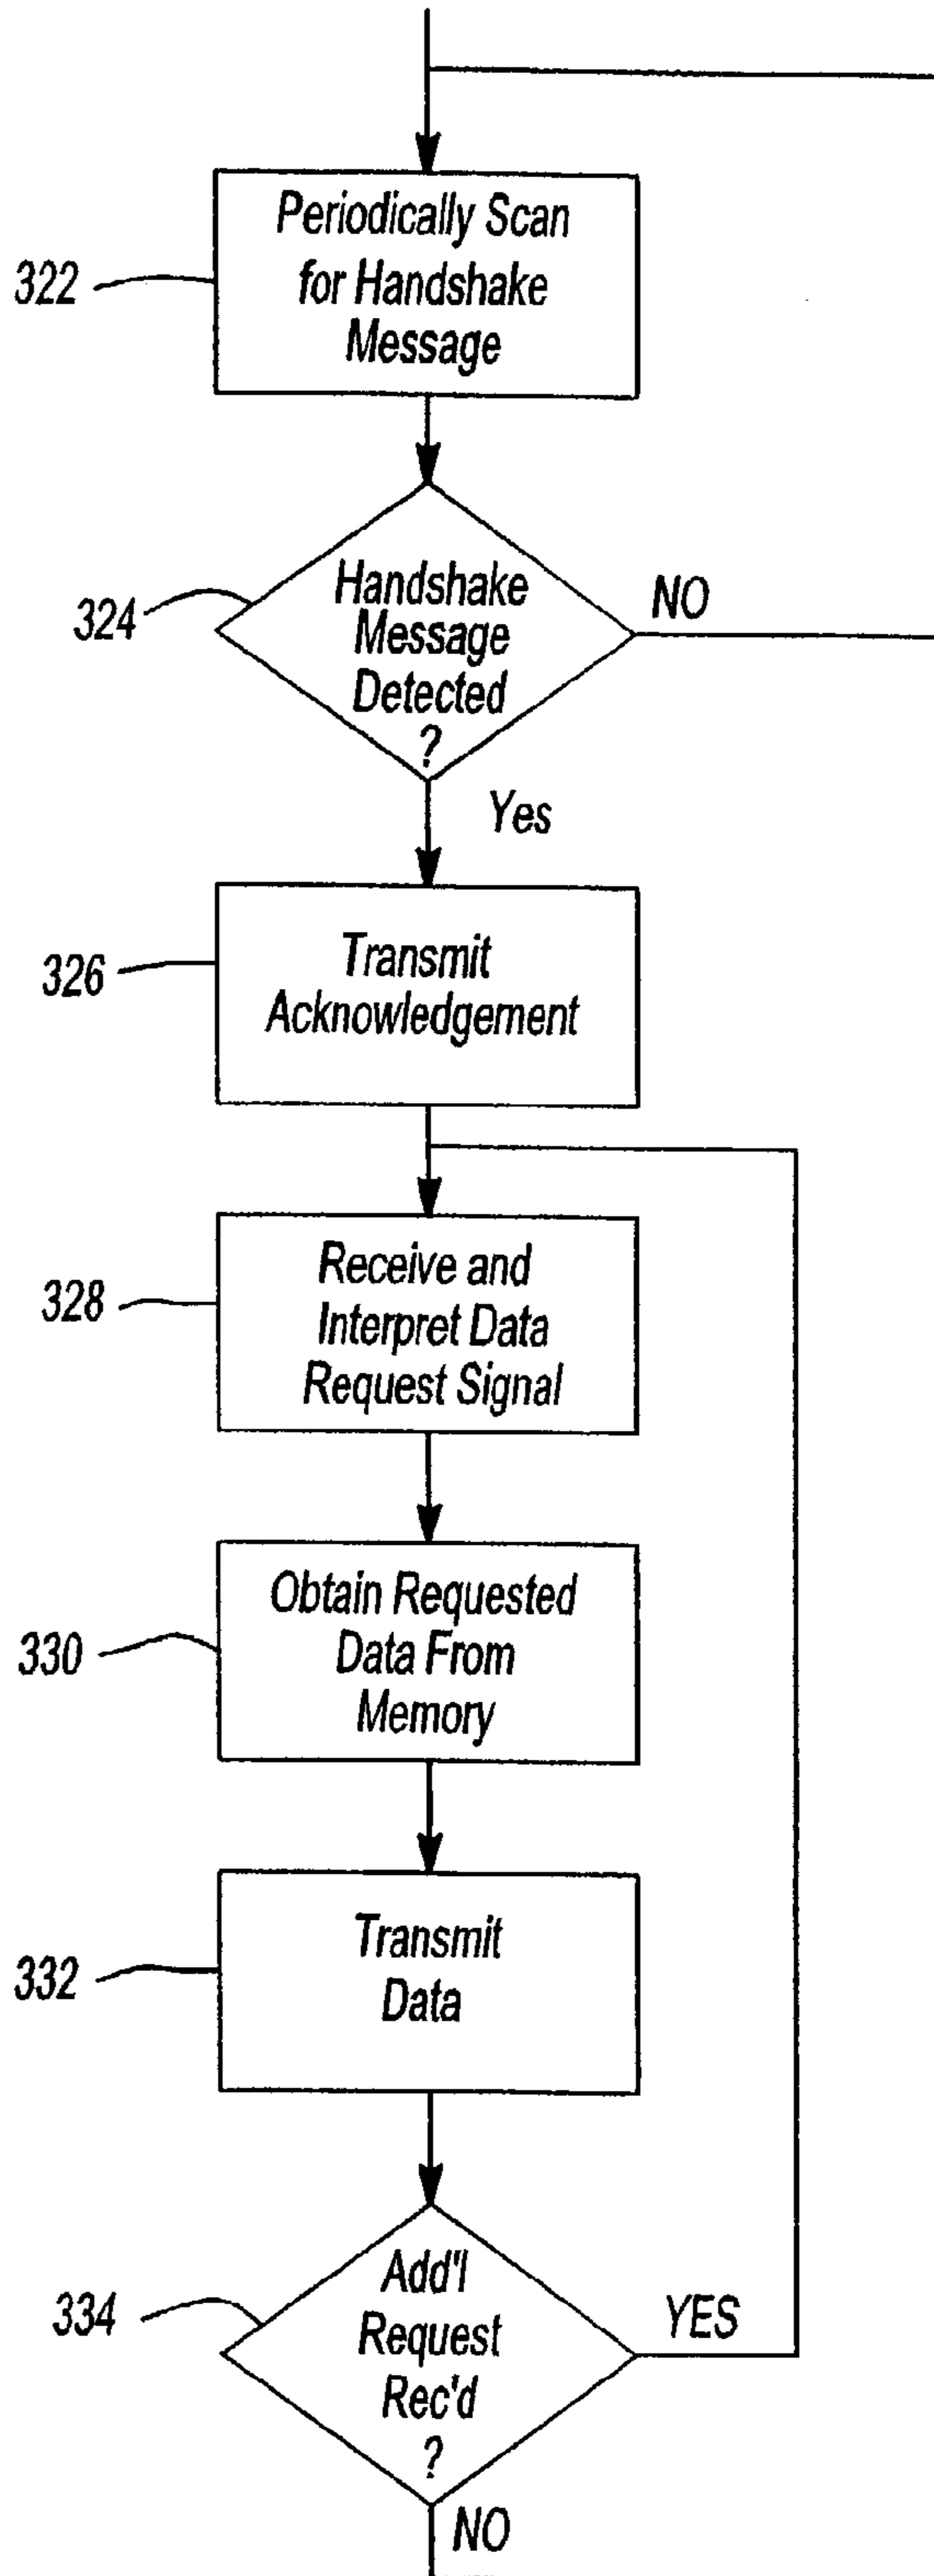 322
Periodically Scan
for Handshake
Message
324
Handshake
Message
Detected
?
NO
Yes
326
Transmit
Acknowledgement
328
Receive and
Interpret Data
Request Signal
330
Obtain Requested
Data From
Memory
332
Transmit
Data
334
Add'l
Request
Rec'd
?
YES
NO